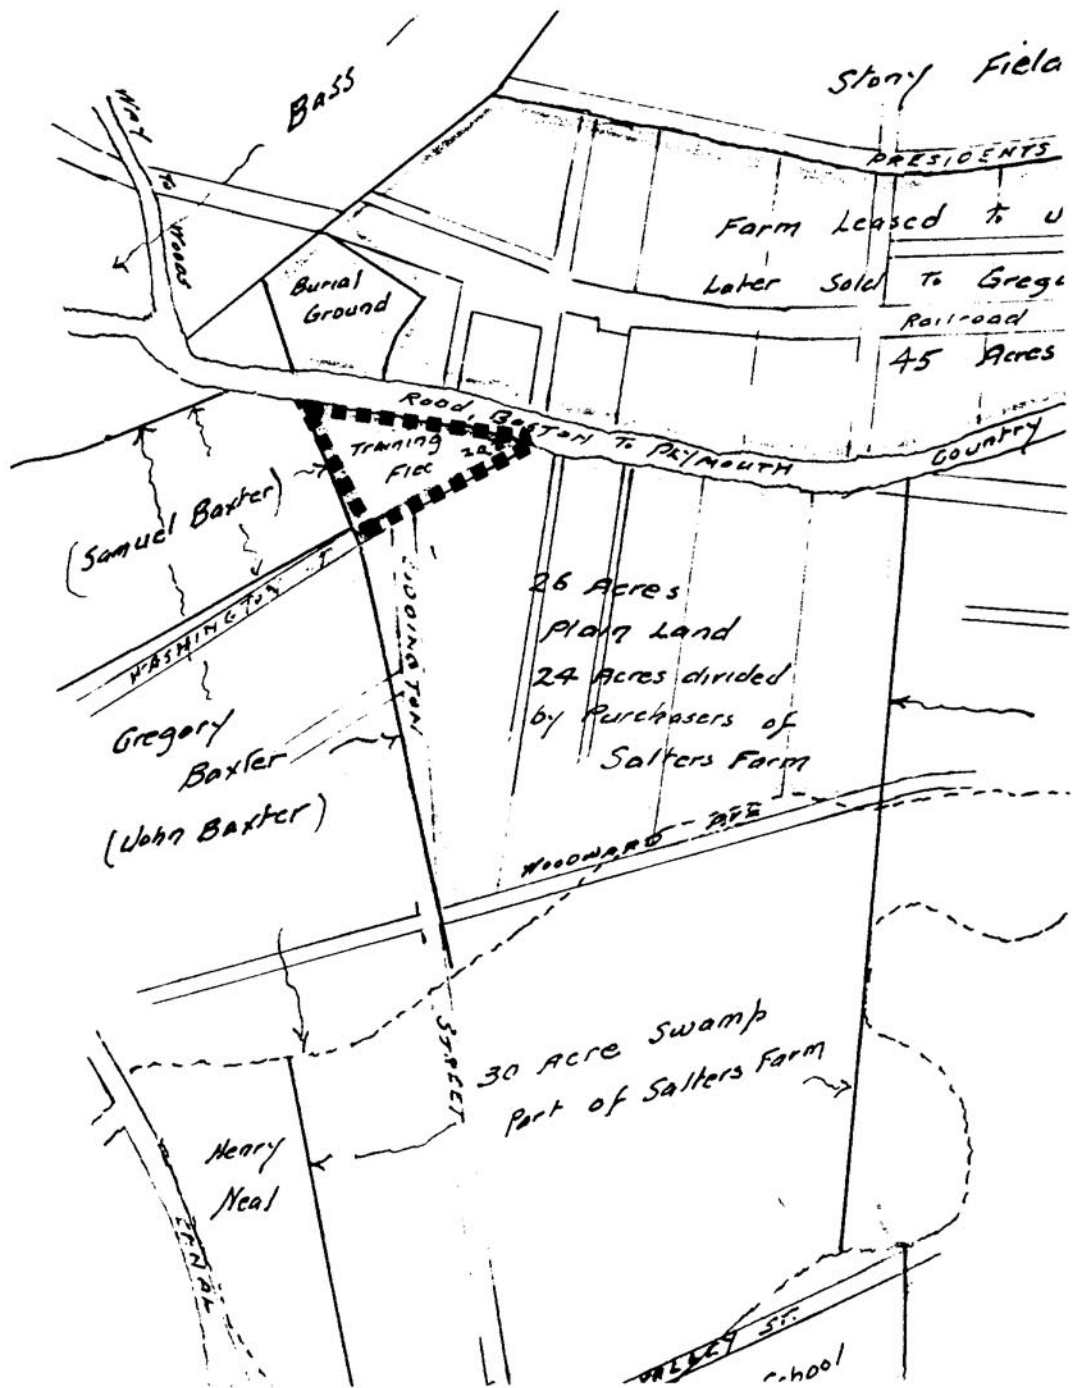 Bass
Stony Field
WAY
To
Woods
PRESIDENTS
Farm Leased To
Later Sold To
Railroad
45 Acres
Burial
Ground
Road, BOSTON To PLYMOUTH
COUNTRY
Training
(Samuel Baxter)
WASHINGTON
26 Acres
Plain Land
24 Acres divided
by Purchasers of
Salters Farm
Gregory
Baxter
(John Baxter)
WOODWARD AVE
STREET
30 Acre Swamp
Part of Salters Farm
Henry
Neal
VALLEY ST.